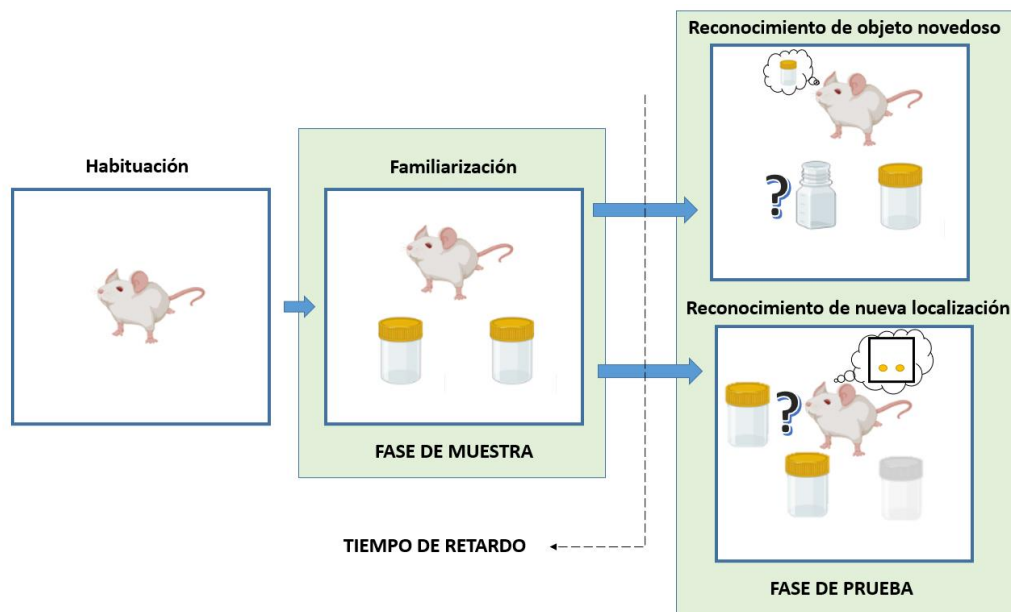 Habituación
Familiarización
FASE DE MUESTRA
TIEMPO DE RETARDO
Reconocimiento de objeto novedoso
?
Reconocimiento de nueva localización
?
FASE DE PRUEBA